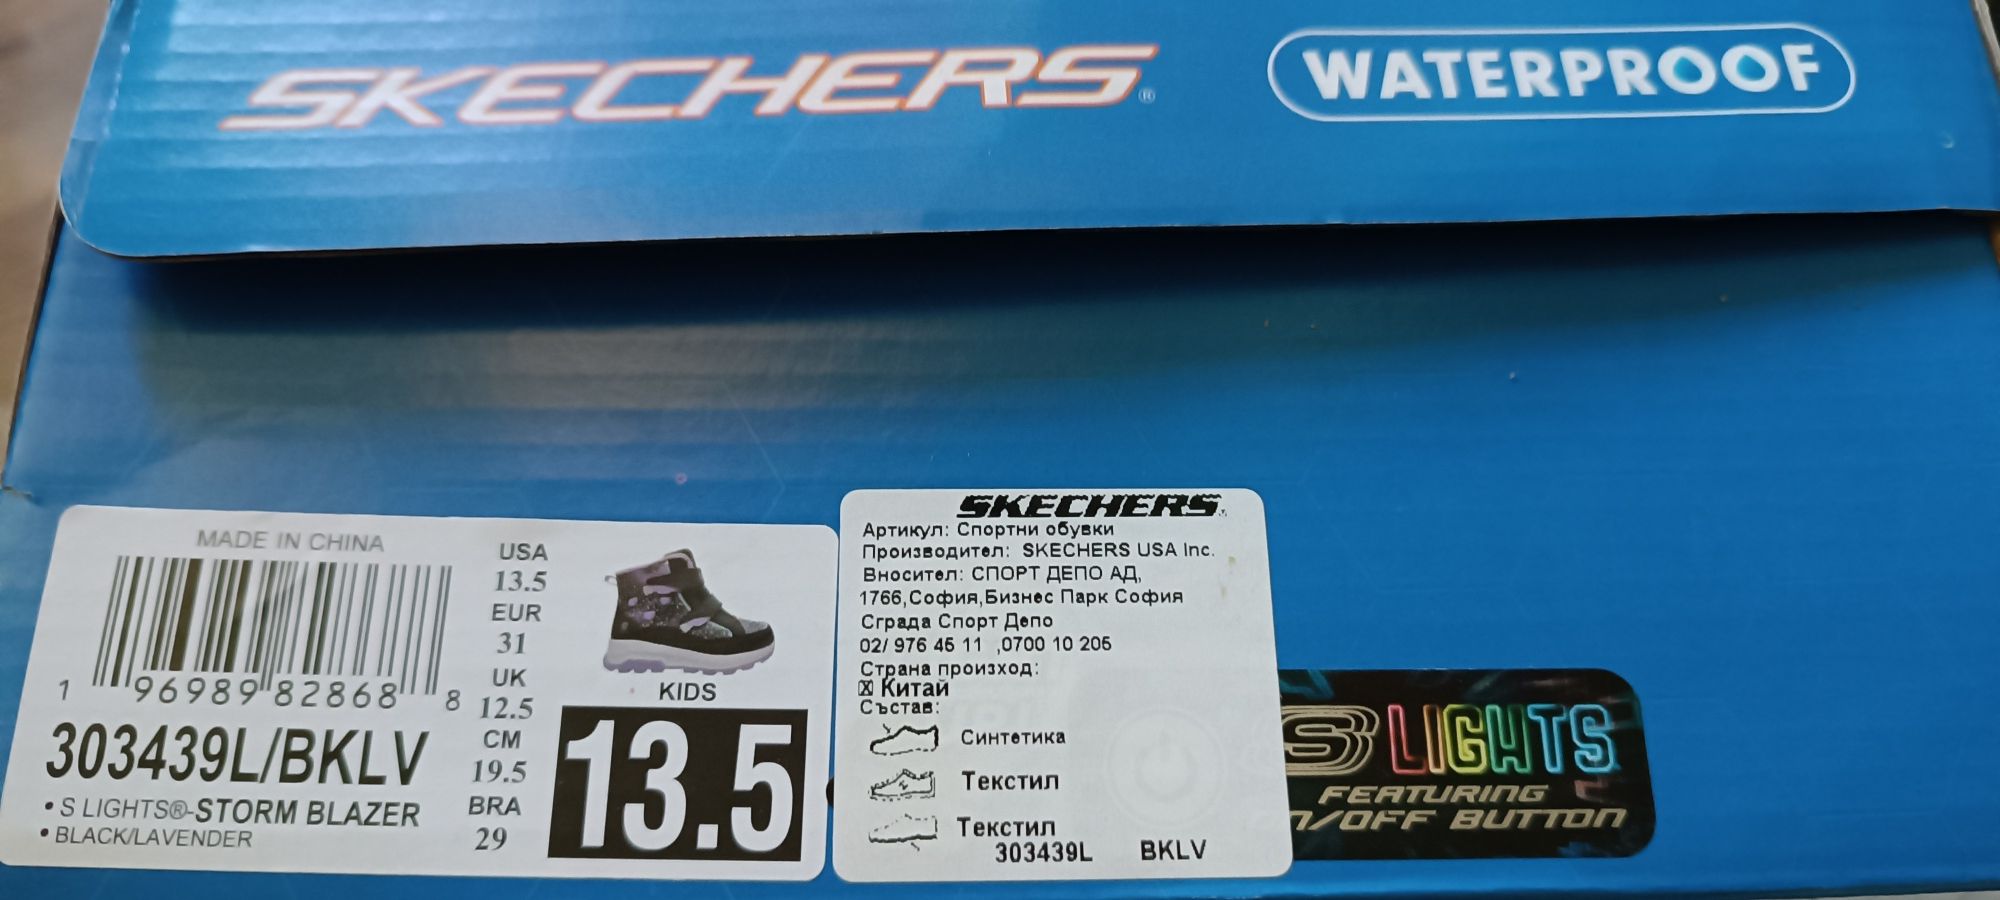 SKECHERS®
WATERPROOF
MADE IN CHINA
1 96989 82868 8
303439L/BKLV
• S LIGHTS®-STORM BLAZER
• BLACK/LAVENDER
USA
13.5
EUR
31
UK
12.5
CM
19.5
BRA
29
KIDS
13.5
SKECHERS
Артикул: Спортни обувки
Производител: SKECHERS USA Inc.
Вносител: СПОРТ ДЕПО АД,
1766,София,Бизнес Парк София
Сграда Спорт Депо
02/ 976 45 11 ,0700 10 205
Страна произход:
☒ Китай
Състав:
Синтетика
Текстил
Текстил
303439L BKLV
S LIGHTS
FEATURING
/OFF BUTTON